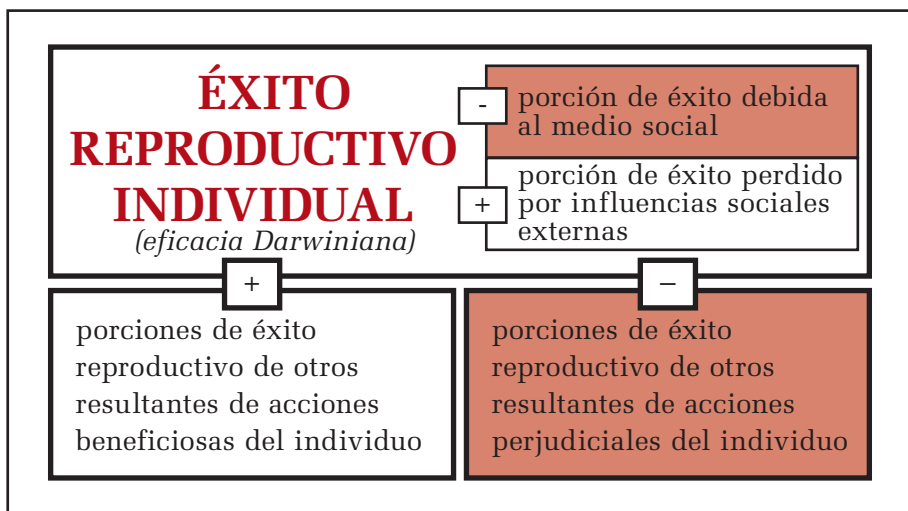 ÉXITO
REPRODUCTIVO
INDIVIDUAL
(eficacia Darwiniana)
-
porción de éxito debida
al medio social
+
porción de éxito perdido
por influencias sociales
externas
+
porciones de éxito
reproductivo de otros
resultantes de acciones
beneficiosas del individuo
–
porciones de éxito
reproductivo de otros
resultantes de acciones
perjudiciales del individuo